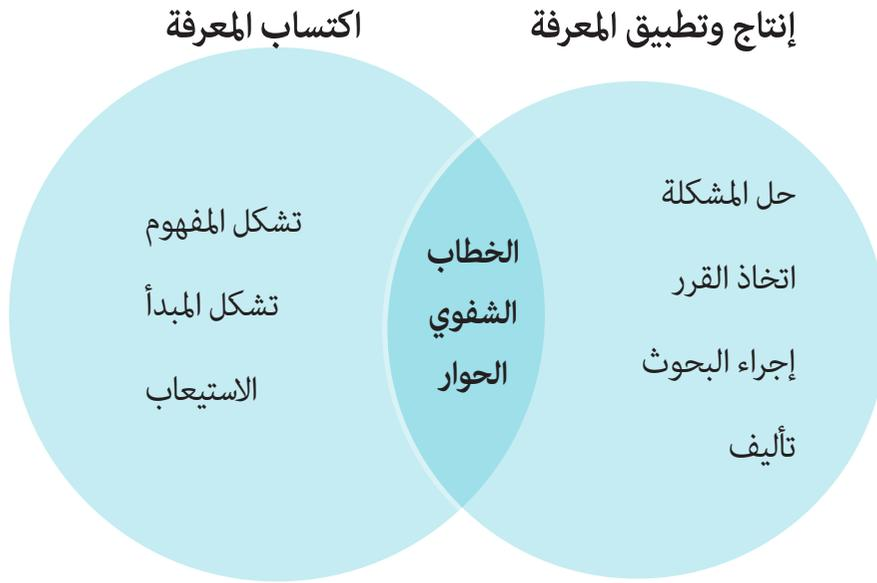 إنتاج وتطبيق المعرفة
حل المشكلة
اتخاذ القرر
إجراء البحوث
تأليف
الخطاب
الشفوي
الحوار
اكتساب المعرفة
تشكل المفهوم
تشكل المبدأ
الاستيعاب